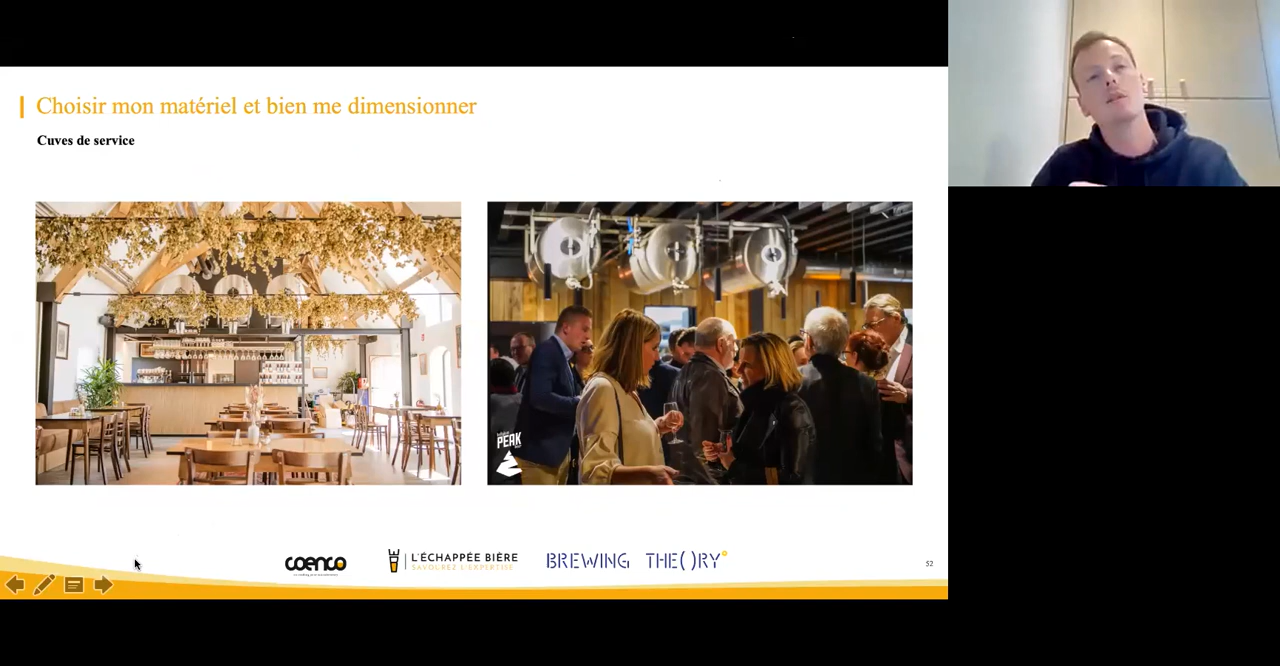 Choisir mon matériel et bien me dimensionner
Cuves de service
PEAK
coenco
L'ÉCHAPPÉE BIÈRE
SAVOUREZ L'EXPERTISE
BREWING THE( )RY
52